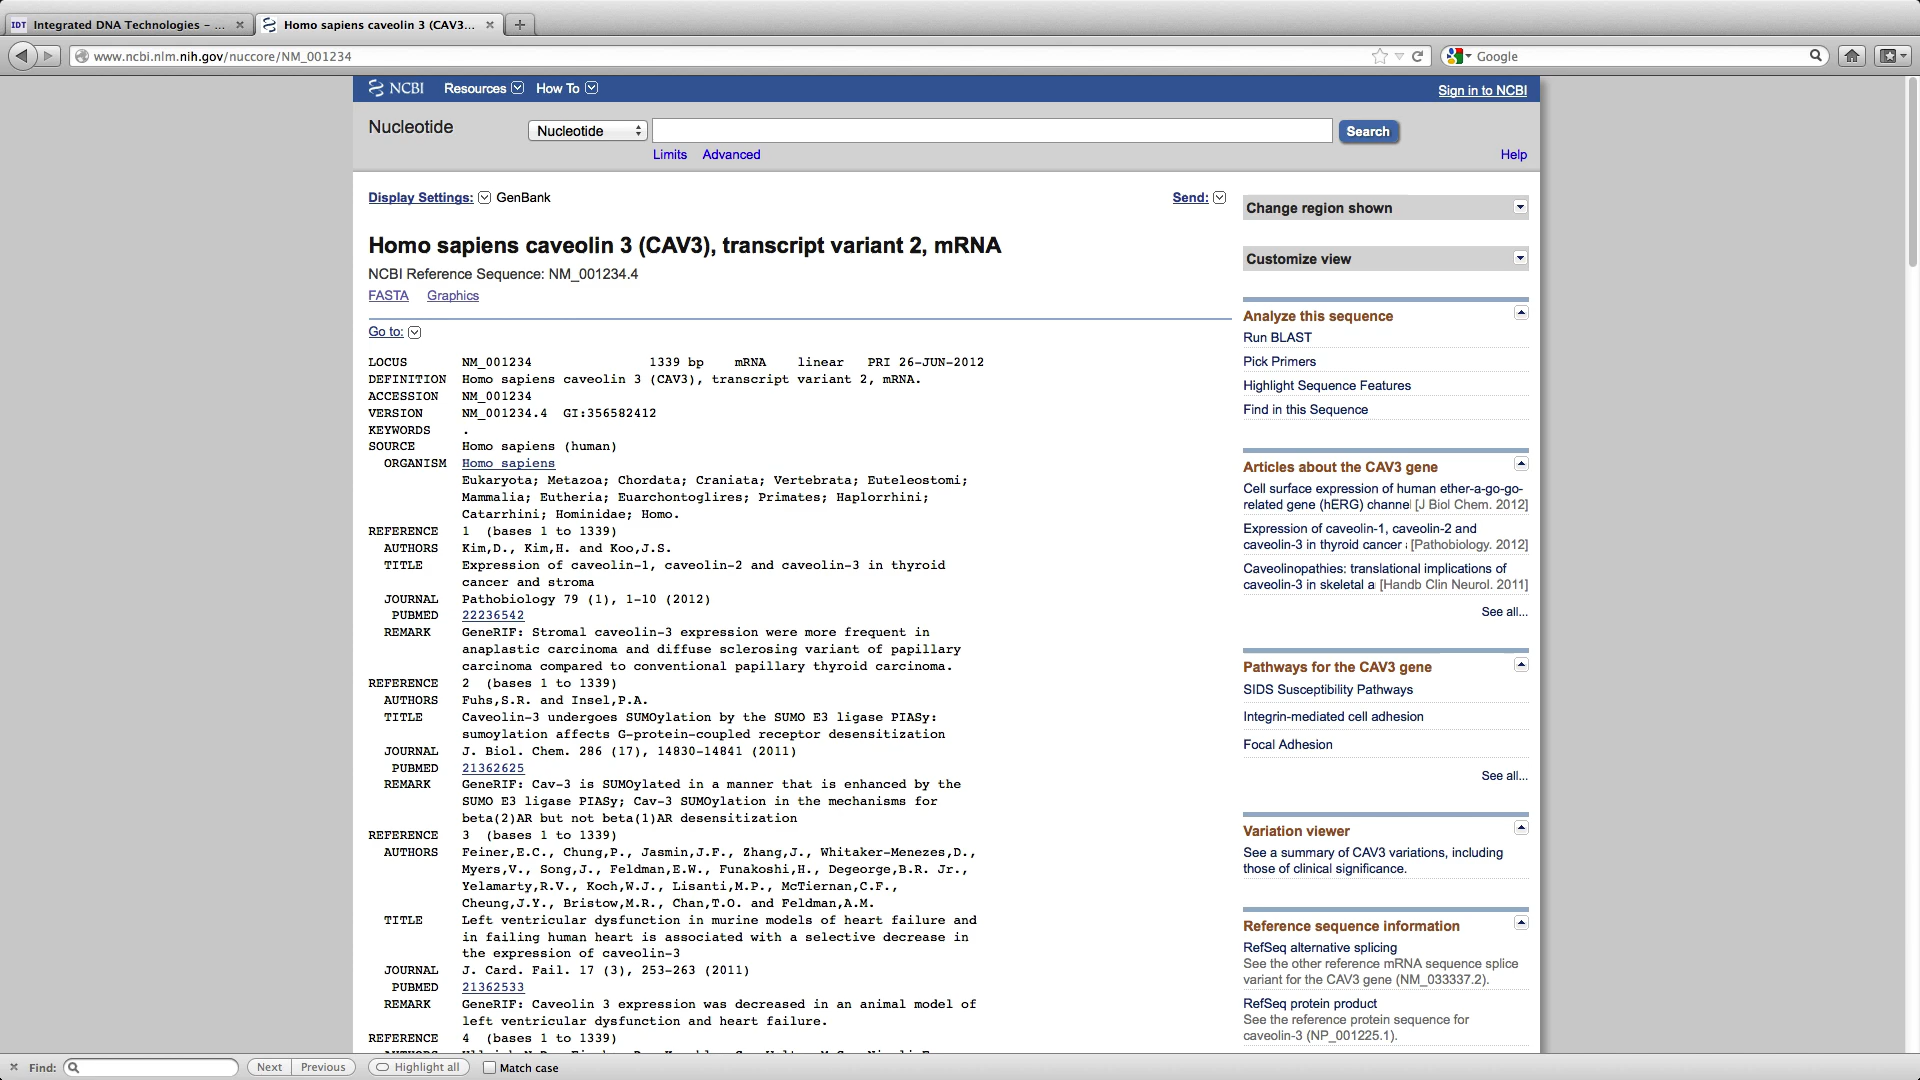 IDT Integrated DNA Technologies - ...
Homo sapiens caveolin 3 (CAV3...
www.ncbi.nlm.nih.gov/nuccore/NM_001234
Google
NCBI Resources How To Sign in to NCBI
Nucleotide Nucleotide Search
Limits Advanced Help
Display Settings: GenBank Send:
Homo sapiens caveolin 3 (CAV3), transcript variant 2, mRNA
NCBI Reference Sequence: NM_001234.4
FASTA Graphics
Go to:
LOCUS NM_001234 1339 bp mRNA linear PRI 26-JUN-2012
DEFINITION Homo sapiens caveolin 3 (CAV3), transcript variant 2, mRNA.
ACCESSION NM_001234
VERSION NM_001234.4 GI:356582412
KEYWORDS .
SOURCE Homo sapiens (human)
ORGANISM Homo sapiens
Eukaryota; Metazoa; Chordata; Craniata; Vertebrata; Euteleostomi;
Mammalia; Eutheria; Euarchontoglires; Primates; Haplorrhini;
Catarrhini; Hominidae; Homo.
REFERENCE 1 (bases 1 to 1339)
AUTHORS Kim,D., Kim,H. and Koo,J.S.
TITLE Expression of caveolin-1, caveolin-2 and caveolin-3 in thyroid
cancer and stroma
JOURNAL Pathobiology 79 (1), 1-10 (2012)
PUBMED 22236542
REMARK GeneRIF: Stromal caveolin-3 expression were more frequent in
anaplastic carcinoma and diffuse sclerosing variant of papillary
carcinoma compared to conventional papillary thyroid carcinoma.
REFERENCE 2 (bases 1 to 1339)
AUTHORS Fuhs,S.R. and Insel,P.A.
TITLE Caveolin-3 undergoes SUMOylation by the SUMO E3 ligase PIASy:
sumoylation affects G-protein-coupled receptor desensitization
JOURNAL J. Biol. Chem. 286 (17), 14830-14841 (2011)
PUBMED 21362625
REMARK GeneRIF: Cav-3 is SUMOylated in a manner that is enhanced by the
SUMO E3 ligase PIASy; Cav-3 SUMOylation in the mechanisms for
beta(2)AR but not beta(1)AR desensitization
REFERENCE 3 (bases 1 to 1339)
AUTHORS Feiner,E.C., Chung,P., Jasmin,J.F., Zhang,J., Whitaker-Menezes,D.,
Myers,V., Song,J., Feldman,E.W., Funakoshi,H., Degeorge,B.R. Jr.,
Yelamarty,R.V., Koch,W.J., Lisanti,M.P., McTiernan,C.F.,
Cheung,J.Y., Bristow,M.R., Chan,T.O. and Feldman,A.M.
TITLE Left ventricular dysfunction in murine models of heart failure and
in failing human heart is associated with a selective decrease in
the expression of caveolin-3
JOURNAL J. Card. Fail. 17 (3), 253-263 (2011)
PUBMED 21362533
REMARK GeneRIF: Caveolin 3 expression was decreased in an animal model of
left ventricular dysfunction and heart failure.
REFERENCE 4 (bases 1 to 1339)
Change region shown
Customize view
Analyze this sequence
Run BLAST
Pick Primers
Highlight Sequence Features
Find in this Sequence
Articles about the CAV3 gene
Cell surface expression of human ether-a-go-go-
related gene (hERG) channel [J Biol Chem. 2012]
Expression of caveolin-1, caveolin-2 and
caveolin-3 in thyroid cancer [Pathobiology. 2012]
Caveolinopathies: translational implications of
caveolin-3 in skeletal a [Handb Clin Neurol. 2011]
See all...
Pathways for the CAV3 gene
SIDS Susceptibility Pathways
Integrin-mediated cell adhesion
Focal Adhesion
See all...
Variation viewer
See a summary of CAV3 variations, including
those of clinical significance.
Reference sequence information
RefSeq alternative splicing
See the other reference mRNA sequence splice
variant for the CAV3 gene (NM_033337.2).
RefSeq protein product
See the reference protein sequence for
caveolin-3 (NP_001225.1).
Find: Next Previous Highlight all Match case